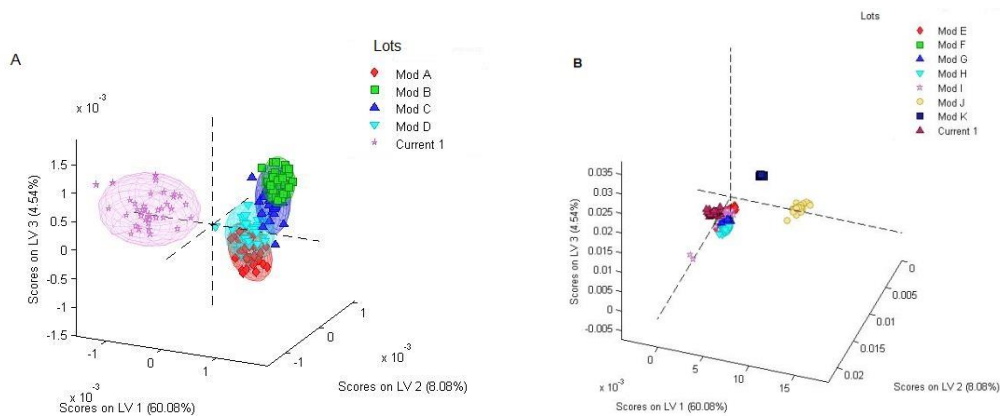 A
Lots
Mod A
Mod B
Mod C
Mod D
Current 1
x 10⁻³
1.5
1
0.5
0
-0.5
-1
-1.5
Scores on LV 3 (4.54%)
-1
0
1
x 10⁻³
Scores on LV 1 (60.08%)
-1
0
1
x 10⁻³
Scores on LV 2 (8.08%)
B
Lots
Mod E
Mod F
Mod G
Mod H
Mod I
Mod J
Mod K
Current 1
0.035
0.03
0.025
0.02
0.015
0.01
0.005
0
-0.005
Scores on LV 3 (4.54%)
0
5
10
15
x 10⁻³
Scores on LV 1 (60.08%)
0
0.005
0.01
0.015
0.02
Scores on LV 2 (8.08%)